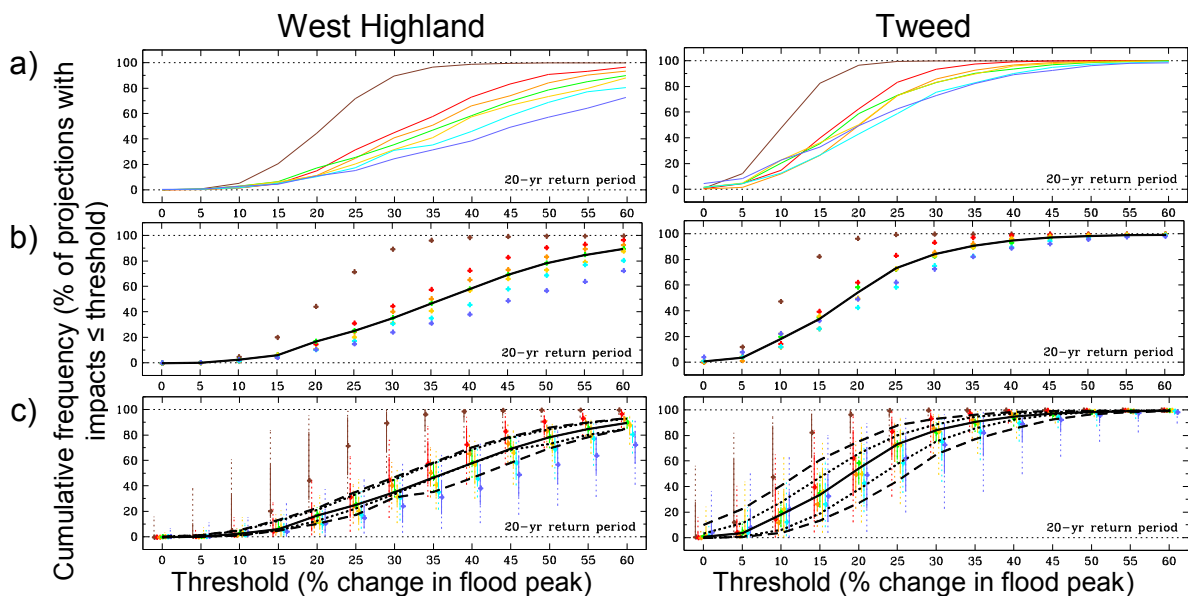 West Highland Tweed
a)
100
80
60
40
20
0
20-yr return period
0 5 10 15 20 25 30 35 40 45 50 55 60
100
80
60
40
20
0
20-yr return period
0 5 10 15 20 25 30 35 40 45 50 55 60
b)
100
80
60
40
20
0
20-yr return period
0 5 10 15 20 25 30 35 40 45 50 55 60
100
80
60
40
20
0
20-yr return period
0 5 10 15 20 25 30 35 40 45 50 55 60
c)
100
80
60
40
20
0
20-yr return period
0 5 10 15 20 25 30 35 40 45 50 55 60
100
80
60
40
20
0
20-yr return period
0 5 10 15 20 25 30 35 40 45 50 55 60
Cumulative frequency (% of projections with
impacts ≤ threshold)
Threshold (% change in flood peak) Threshold (% change in flood peak)